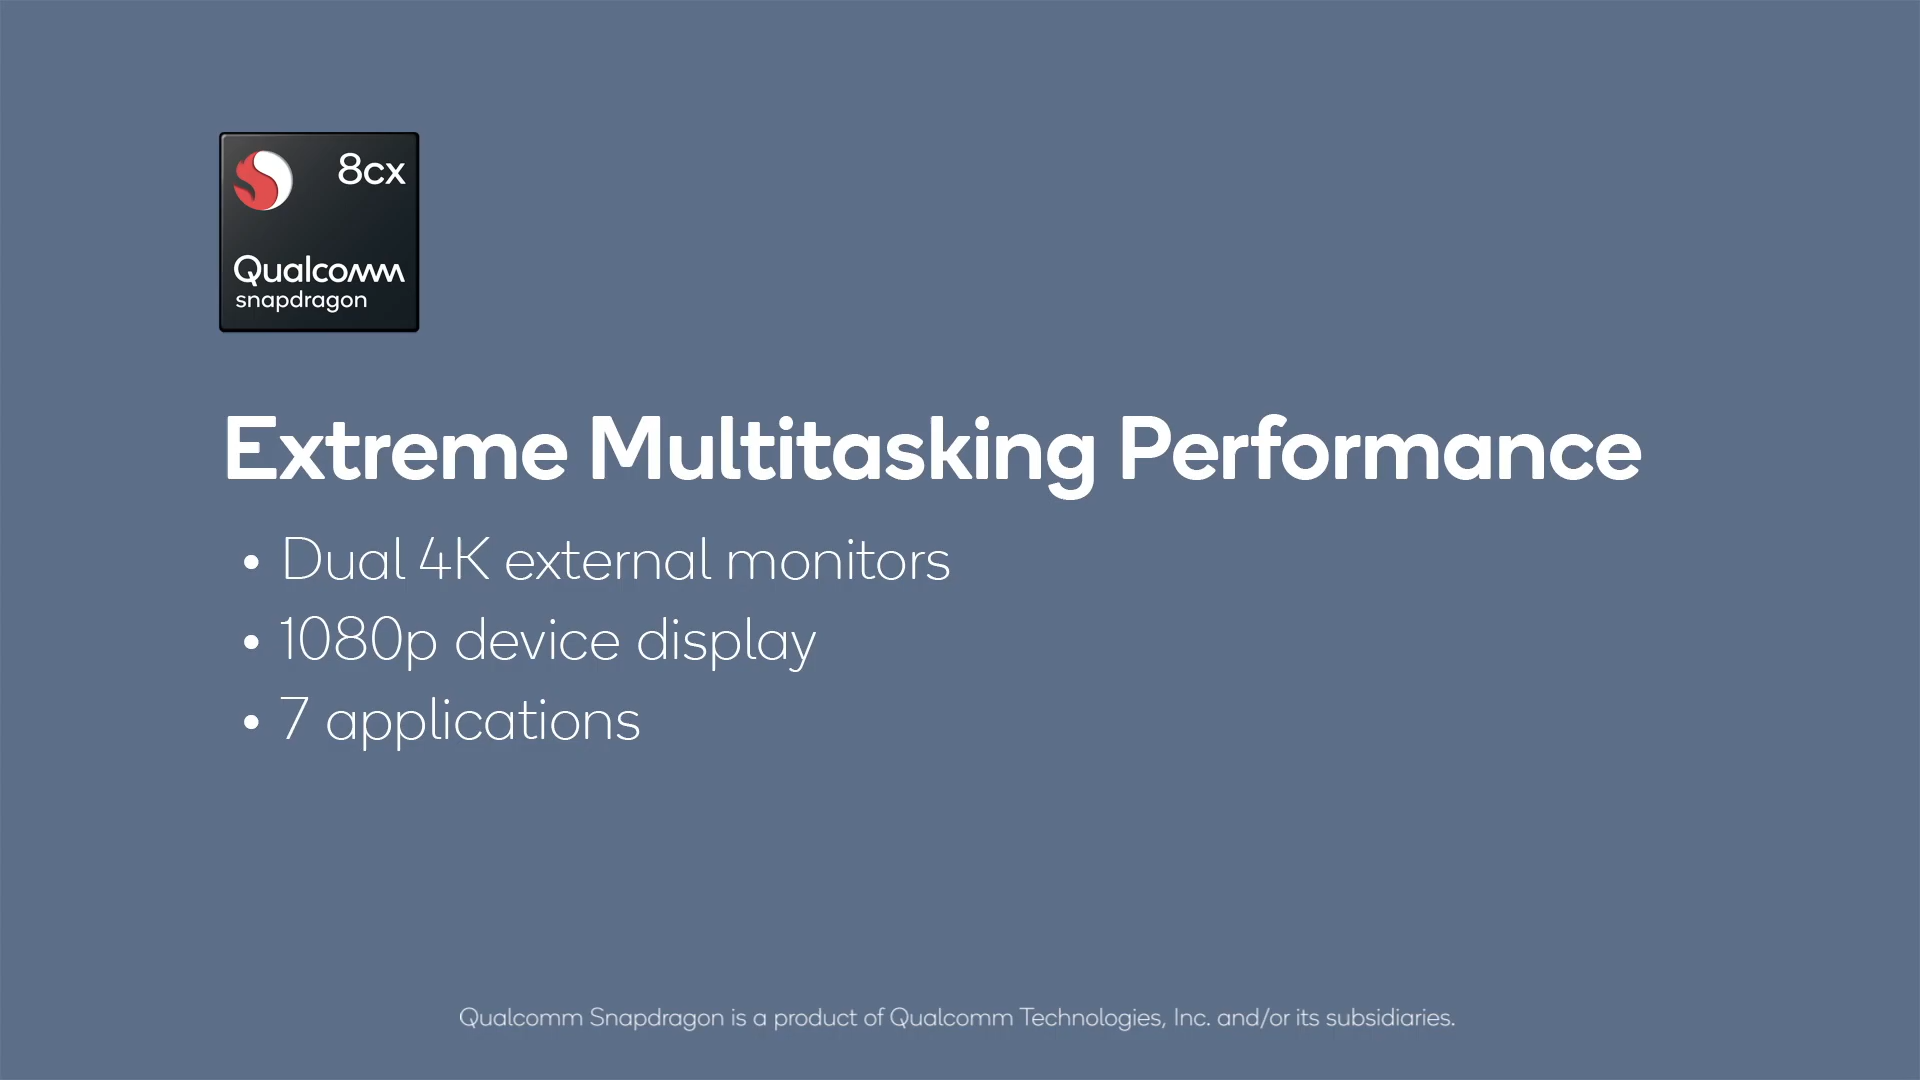 8cx
Qualcomm
snapdragon
Extreme Multitasking Performance
• Dual 4K external monitors
• 1080p device display
• 7 applications
Qualcomm Snapdragon is a product of Qualcomm Technologies, Inc. and/or its subsidiaries.